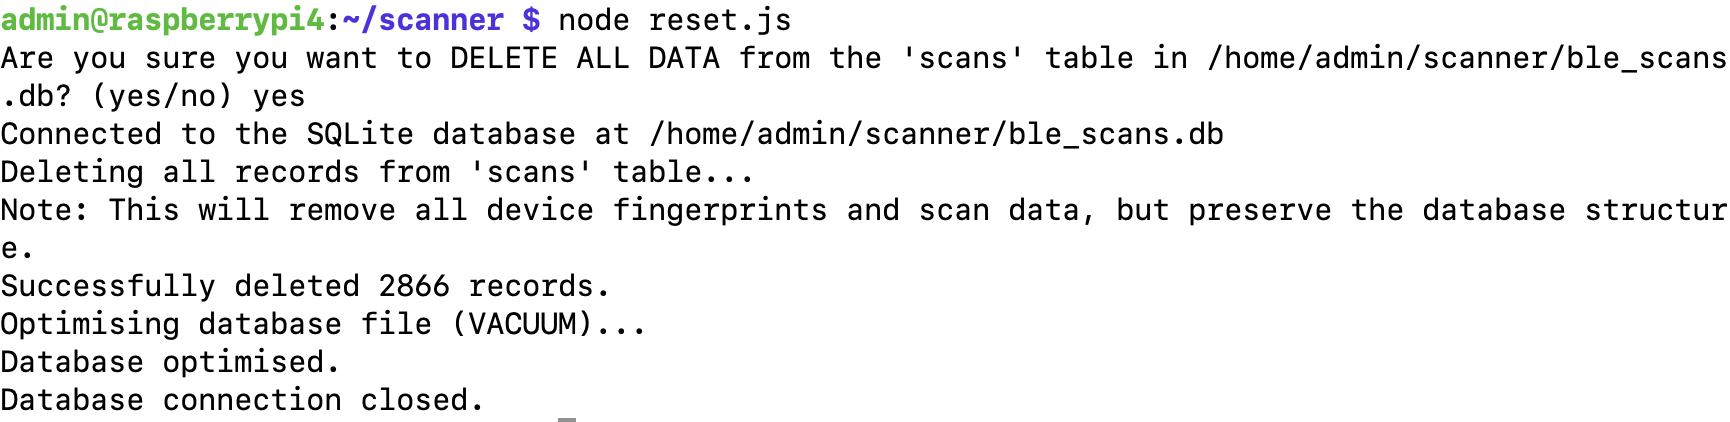 admin@raspberrypi4:~/scanner $ node reset.js
Are you sure you want to DELETE ALL DATA from the 'scans' table in /home/admin/scanner/ble_scans
.db? (yes/no) yes
Connected to the SQLite database at /home/admin/scanner/ble_scans.db
Deleting all records from 'scans' table...
Note: This will remove all device fingerprints and scan data, but preserve the database structur
e.
Successfully deleted 2866 records.
Optimising database file (VACUUM)...
Database optimised.
Database connection closed.